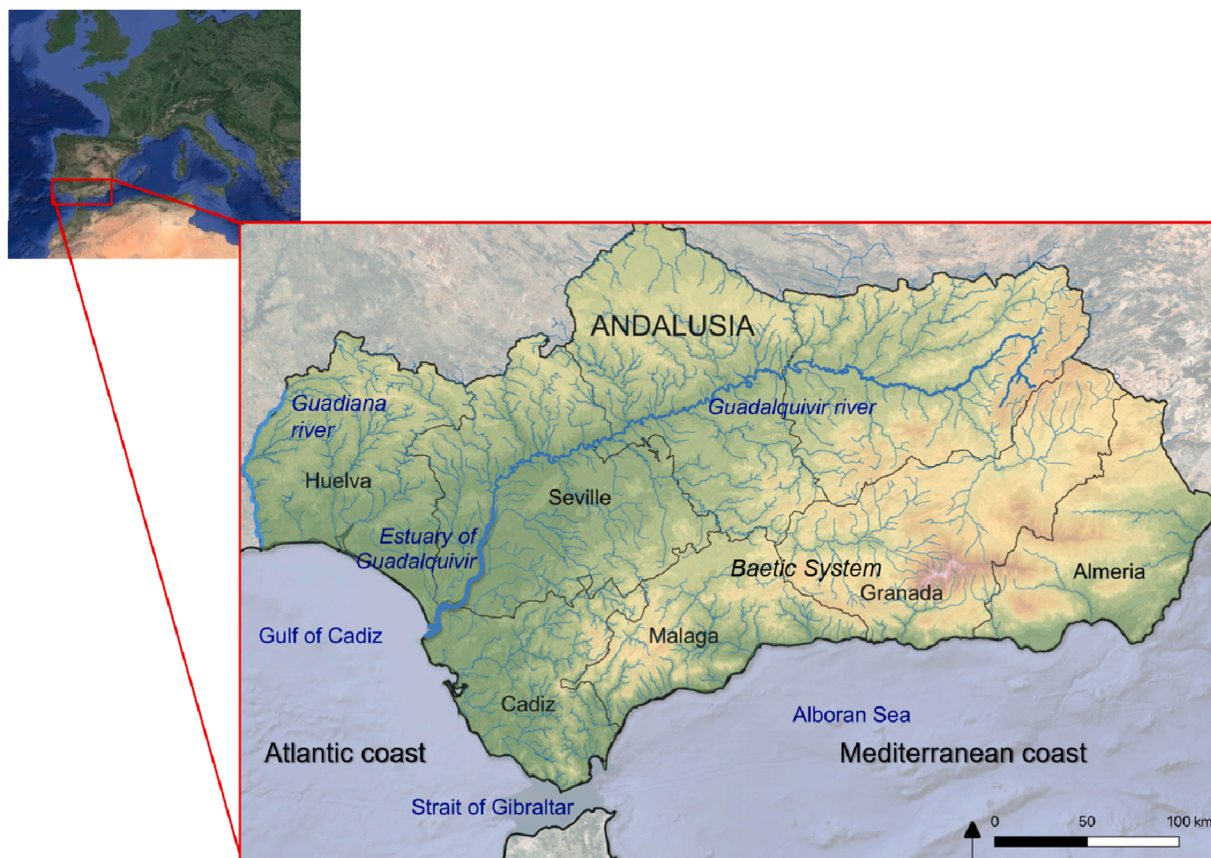 ANDALUSIA
Guadiana
river
Guadalquivir river
Huelva
Seville
Estuary of
Guadalquivir
Baetic System
Almeria
Granada
Gulf of Cadiz
Malaga
Cadiz
Alboran Sea
Atlantic coast
Mediterranean coast
Strait of Gibraltar
0 50 100 km